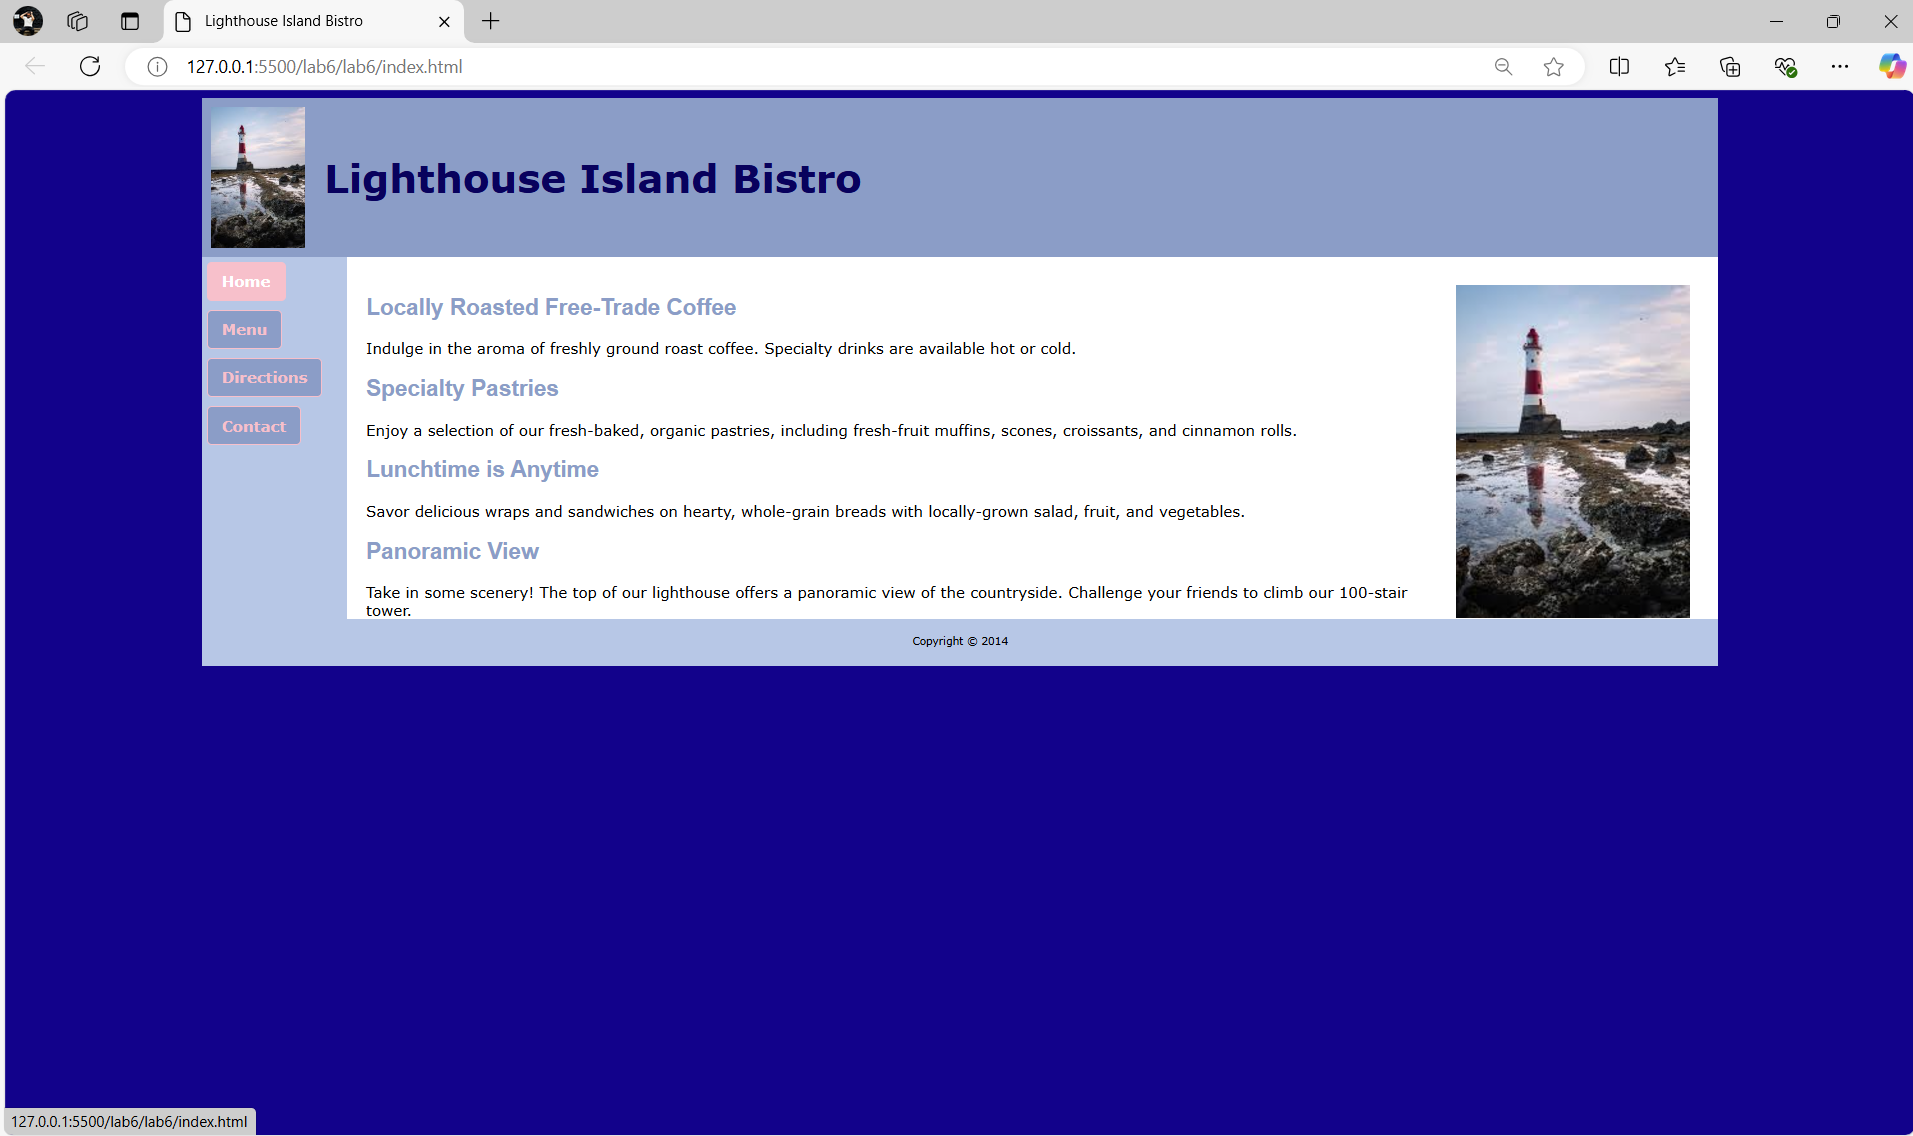 Lighthouse Island Bistro
127.0.0.1:5500/lab6/lab6/index.html
Lighthouse Island Bistro
Home
Menu
Directions
Contact
Locally Roasted Free-Trade Coffee
Indulge in the aroma of freshly ground roast coffee. Specialty drinks are available hot or cold.
Specialty Pastries
Enjoy a selection of our fresh-baked, organic pastries, including fresh-fruit muffins, scones, croissants, and cinnamon rolls.
Lunchtime is Anytime
Savor delicious wraps and sandwiches on hearty, whole-grain breads with locally-grown salad, fruit, and vegetables.
Panoramic View
Take in some scenery! The top of our lighthouse offers a panoramic view of the countryside. Challenge your friends to climb our 100-stair
tower.
Copyright © 2014
127.0.0.1:5500/lab6/lab6/index.html